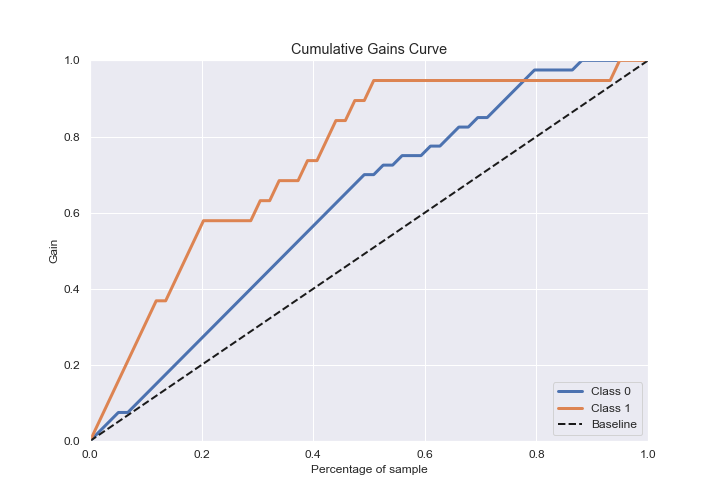 Cumulative Gains Curve
1.0
0.8
0.6
0.4
0.2
0.0
Gain
0.0 0.2 0.4 0.6 0.8 1.0
Percentage of sample
Class 0
Class 1
Baseline